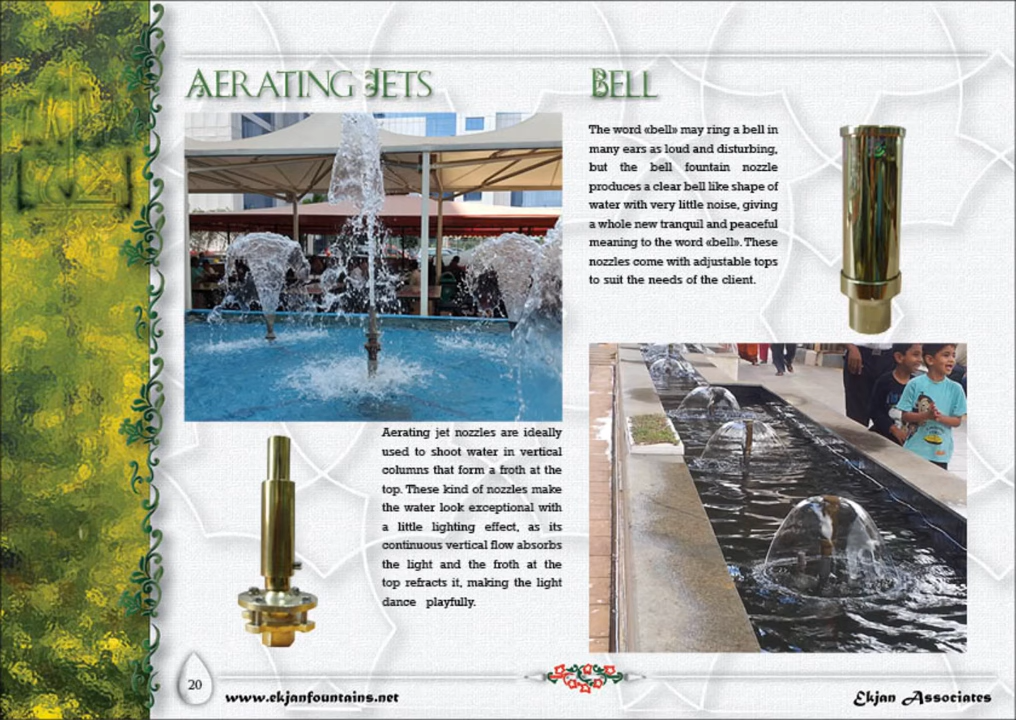 Aerating Jets
Aerating jet nozzles are ideally
used to shoot water in vertical
columns that form a froth at the
top. These kind of nozzles make
the water look exceptional with
a little lighting effect, as its
continuous vertical flow absorbs
the light and the froth at the
top refracts it, making the light
dance playfully.
Bell
The word «bell» may ring a bell in
many ears as loud and disturbing,
but the bell fountain nozzle
produces a clear bell like shape of
water with very little noise, giving
a whole new tranquil and peaceful
meaning to the word «bell». These
nozzles come with adjustable tops
to suit the needs of the client.
20
www.ekjanfountains.net
Ekjan Associates